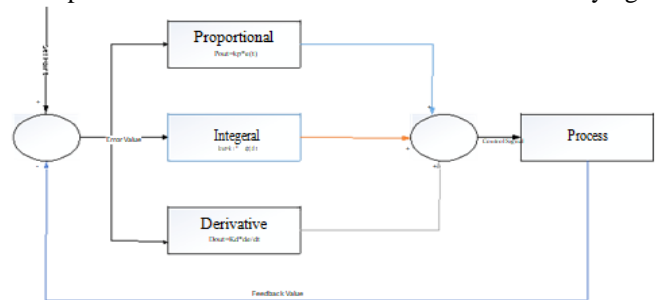 Proportional
Pout=kp*e(t)
Error Value
Integeral
Derivative
Dout=Kd*de/dt
Control Signal
Process
Feedback Value
+
-
+
+